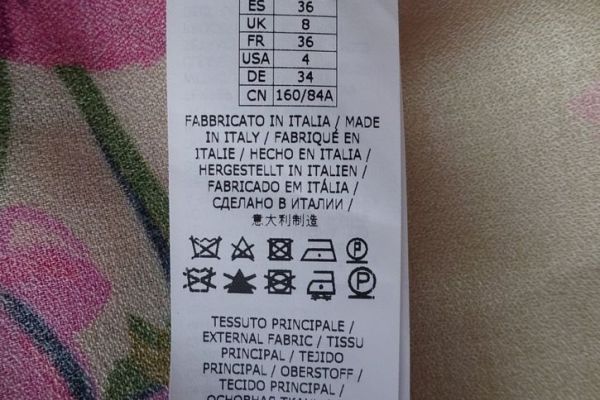 ES 36
UK 8
FR 36
USA 4
DE 34
CN 160/84A
FABBRICATO IN ITALIA / MADE
IN ITALY / FABRIQUÉ EN
ITALIE / HECHO EN ITALIA /
HERGESTELLT IN ITALIEN /
FABRICADO EM ITÁLIA /
СДЕЛАНО В ИТАЛИИ /
意大利制造
P
P
TESSUTO PRINCIPALE /
EXTERNAL FABRIC / TISSU
PRINCIPAL / TEJIDO
PRINCIPAL / OBERSTOFF /
TECIDO PRINCIPAL /
ОСНОВНАЯ